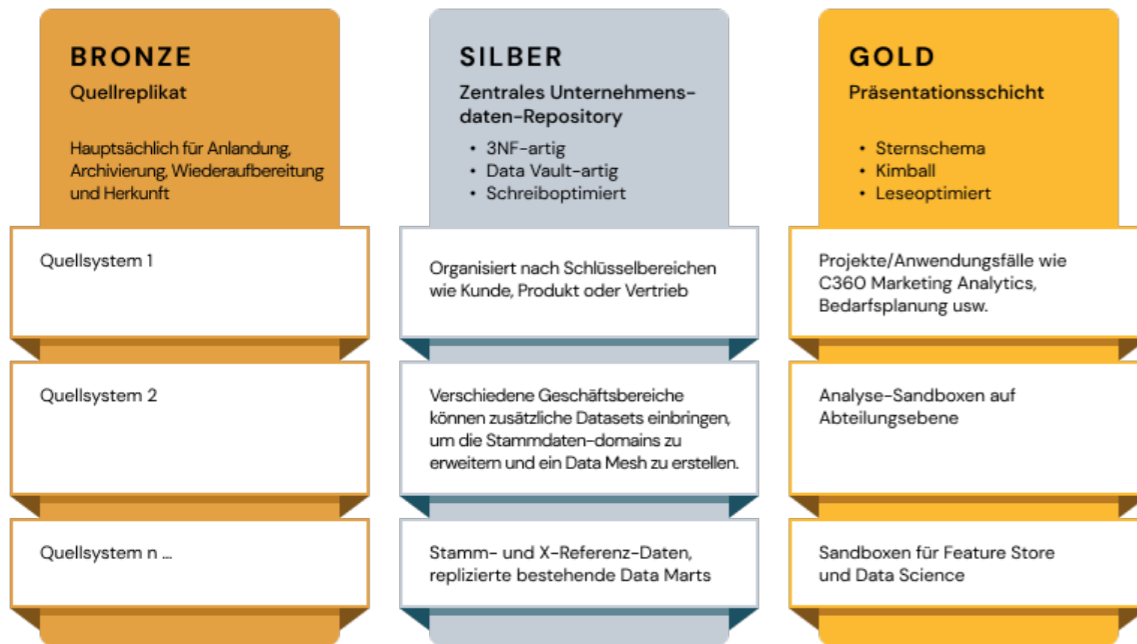 BRONZE
Quellreplikat
Hauptsächlich für Anlandung,
Archivierung, Wiederaufbereitung
und Herkunft
Quellsystem 1
Quellsystem 2
Quellsystem n ...
SILBER
Zentrales Unternehmens-
daten-Repository
• 3NF-artig
• Data Vault-artig
• Schreiboptimiert
Organisiert nach Schlüsselbereichen
wie Kunde, Produkt oder Vertrieb
Verschiedene Geschäftsbereiche
können zusätzliche Datasets einbringen,
um die Stammdaten-domains zu
erweitern und ein Data Mesh zu erstellen.
Stamm- und X-Referenz-Daten,
replizierte bestehende Data Marts
GOLD
Präsentationsschicht
• Sternschema
• Kimball
• Leseoptimiert
Projekte/Anwendungsfälle wie
C360 Marketing Analytics,
Bedarfsplanung usw.
Analyse-Sandboxen auf
Abteilungsebene
Sandboxen für Feature Store
und Data Science